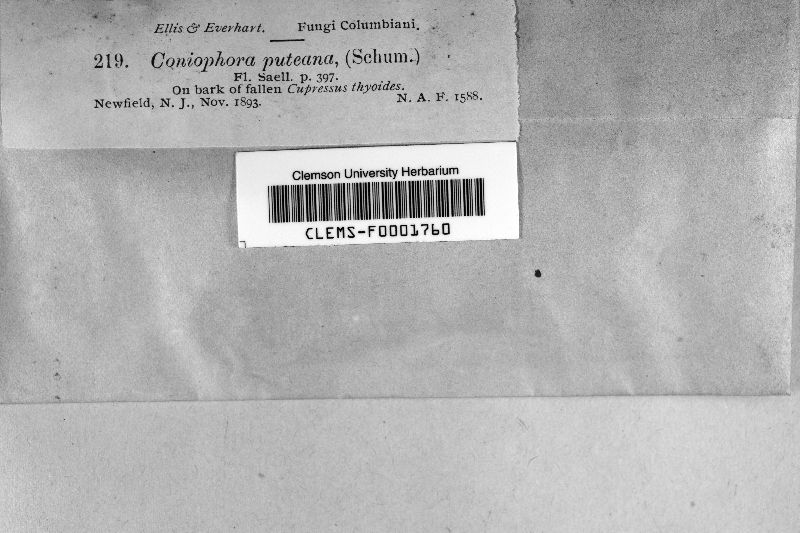 Ellis & Everhart. Fungi Columbiani.
219. Coniophora puteana, (Schum.)
Fl. Saell. p. 397.
On bark of fallen Cupressus thyoides.
Newfield, N. J., Nov. 1893. N. A. F. 1588.
Clemson University Herbarium
CLEMS-F0001760